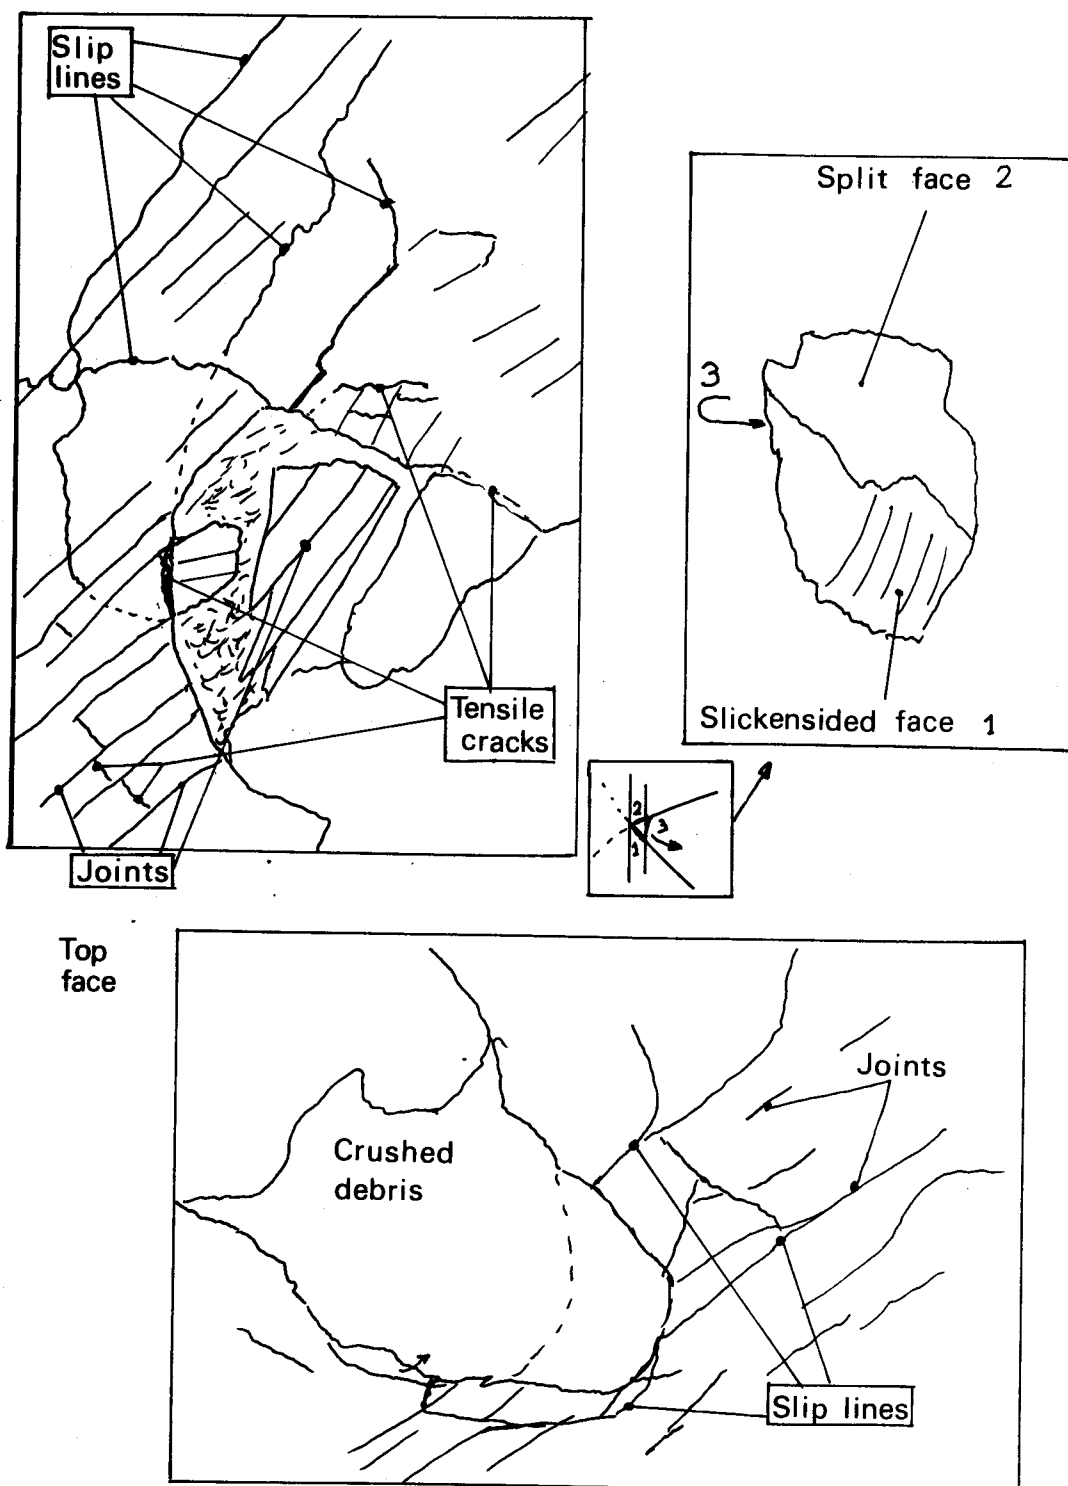 Slip
lines
Split face 2
3
Slickensided face 1
Tensile
cracks
2
3
1
Joints
Top
face
Joints
Crushed
debris
Slip lines